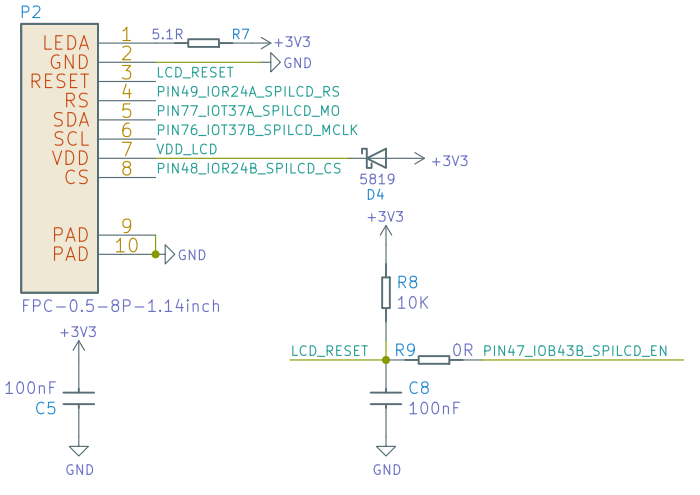 P2
LEDA 1 5.1R R7 +3V3
GND 2 GND
RESET 3 LCD_RESET
RS 4 PIN49_IOR24A_SPILCD_RS
SDA 5 PIN77_IOT37A_SPILCD_MO
SCL 6 PIN76_IOT37B_SPILCD_MCLK
VDD 7 VDD_LCD +3V3
CS 8 PIN48_IOR24B_SPILCD_CS 5819
D4
PAD 9
PAD 10 GND
FPC-0.5-8P-1.14inch
+3V3
100nF
C5
GND
+3V3
R8
10K
LCD_RESET R9 0R PIN47_IOB43B_SPILCD_EN
C8
100nF
GND